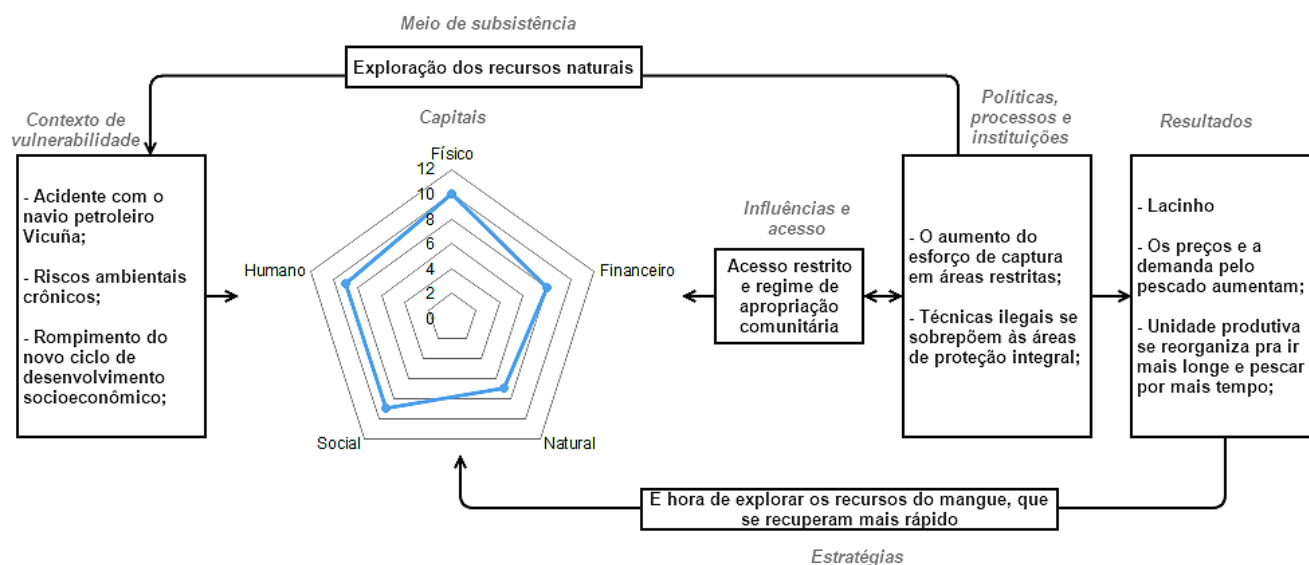 Meio de subsistência
Exploração dos recursos naturais
Contexto de
vulnerabilidade
- Acidente com o
navio petroleiro
Vicuña;
- Riscos ambientais
crônicos;
- Rompimento do
novo ciclo de
desenvolvimento
socioeconômico;
Capitais
Físico
12
10
8
6
4
2
0
Humano
Financeiro
Social
Natural
Influências e
acesso
Acesso restrito
e regime de
apropriação
comunitária
Políticas,
processos e
instituições
- O aumento do
esforço de captura
em áreas restritas;
- Técnicas ilegais se
sobrepõem às áreas
de proteção integral;
Resultados
- Lacinho
- Os preços e a
demanda pelo
pescado aumentam;
- Unidade produtiva
se reorganiza pra ir
mais longe e pescar
por mais tempo;
E hora de explorar os recursos do mangue, que
se recuperam mais rápido
Estratégias